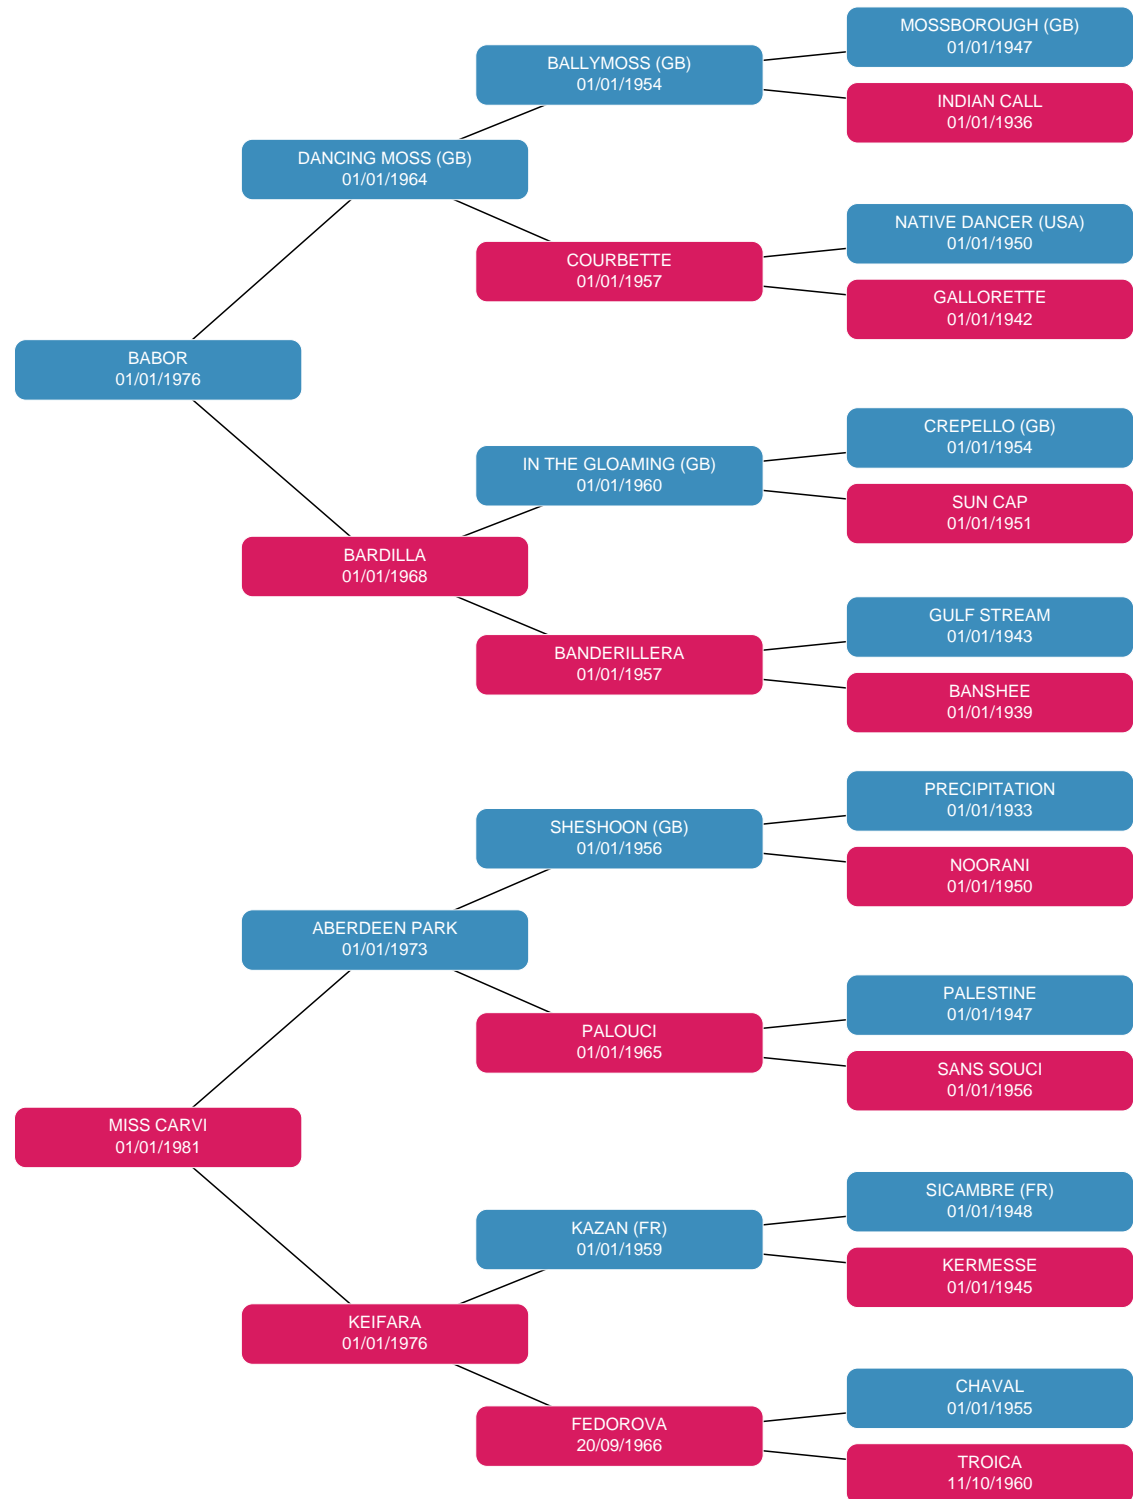 MOSSBOROUGH (GB)
01/01/1947
BALLYMOSS (GB)
01/01/1954
INDIAN CALL
01/01/1936
DANCING MOSS (GB)
01/01/1964
NATIVE DANCER (USA)
01/01/1950
COURBETTE
01/01/1957
GALLORETTE
01/01/1942
BABOR
01/01/1976
CREPELLO (GB)
01/01/1954
IN THE GLOAMING (GB)
01/01/1960
SUN CAP
01/01/1951
BARDILLA
01/01/1968
GULF STREAM
01/01/1943
BANDERILLERA
01/01/1957
BANSHEE
01/01/1939
PRECIPITATION
01/01/1933
SHESHOON (GB)
01/01/1956
NOORANI
01/01/1950
ABERDEEN PARK
01/01/1973
PALESTINE
01/01/1947
PALOUCI
01/01/1965
SANS SOUCI
01/01/1956
MISS CARVI
01/01/1981
SICAMBRE (FR)
01/01/1948
KAZAN (FR)
01/01/1959
KERMESSE
01/01/1945
KEIFARA
01/01/1976
CHAVAL
01/01/1955
FEDOROVA
20/09/1966
TROICA
11/10/1960